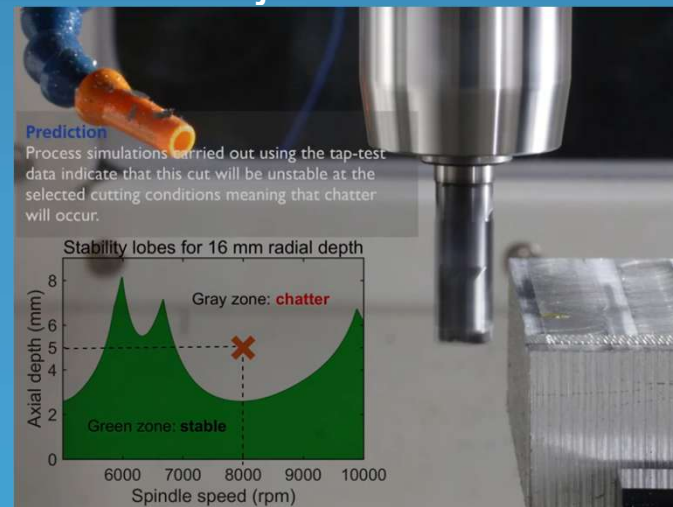 Prediction
Process simulations carried out using the tap-test
data indicate that this cut will be unstable at the
selected cutting conditions meaning that chatter
will occur.
Stability lobes for 16 mm radial depth
Gray zone: chatter
Green zone: stable
Axial depth (mm)
8
6
5
4
2
0
6000 7000 8000 9000 10000
Spindle speed (rpm)